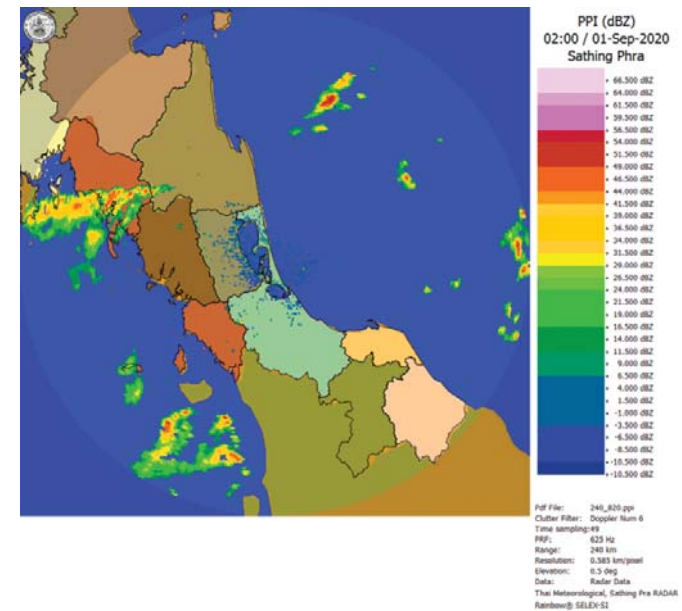 PPI (dBZ)
02:00 / 01-Sep-2020
Sathing Phra
66.500 dBZ
64.000 dBZ
61.500 dBZ
59.500 dBZ
56.500 dBZ
54.000 dBZ
51.500 dBZ
49.000 dBZ
46.500 dBZ
44.000 dBZ
41.500 dBZ
39.000 dBZ
36.500 dBZ
34.000 dBZ
31.500 dBZ
29.000 dBZ
26.500 dBZ
24.000 dBZ
21.500 dBZ
19.000 dBZ
16.500 dBZ
14.000 dBZ
11.500 dBZ
9.000 dBZ
6.500 dBZ
4.000 dBZ
1.500 dBZ
-1.000 dBZ
-3.500 dBZ
-6.500 dBZ
-8.500 dBZ
-10.500 dBZ
-10.500 dBZ
Pdf File: 240_820.ppi
Clutter Filter: Doppler Num 6
Time sampling:49
PRF: 625 Hz
Range: 240 km
Resolution: 0.585 km/pixel
Elevation: 0.5 deg
Data: Radar Data
Thai Meteorological, Sathing Pra RADAR
Rainbow® SELEX-SI